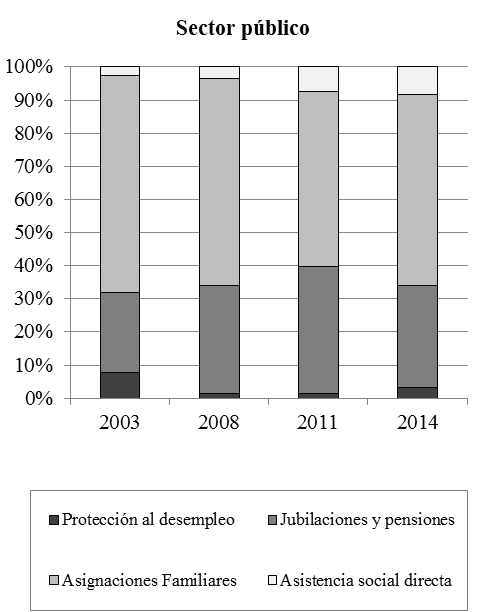 Sector público
100%
90%
80%
70%
60%
50%
40%
30%
20%
10%
0%
2003 2008 2011 2014
Protección al desempleo Jubilaciones y pensiones
Asignaciones Familiares Asistencia social directa